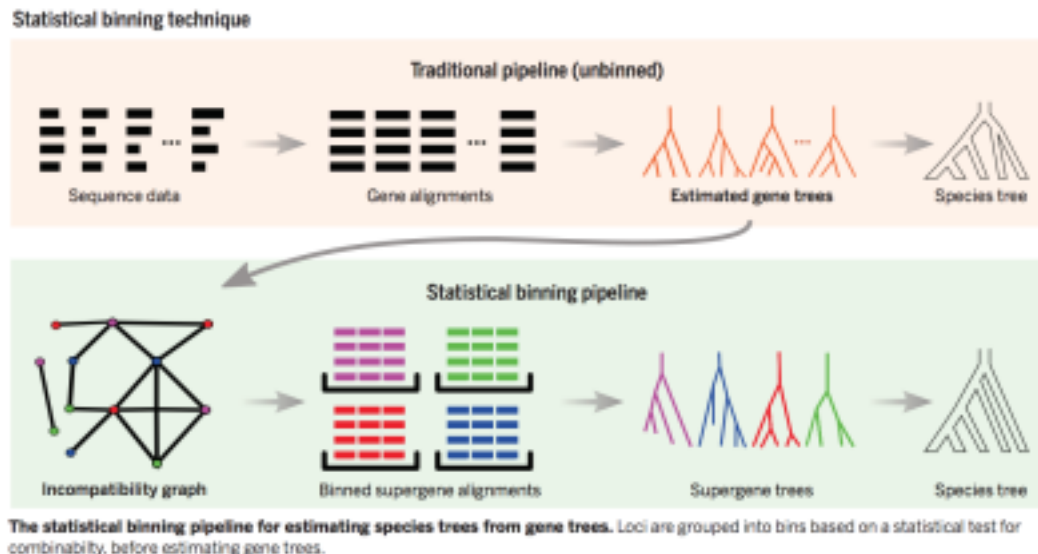 Statistical binning technique
Traditional pipeline (unbinned)
... ... ...
Sequence data Gene alignments Estimated gene trees Species tree
Statistical binning pipeline
Incompatibility graph Binned supergene alignments Supergene trees Species tree
The statistical binning pipeline for estimating species trees from gene trees. Loci are grouped into bins based on a statistical test for
combinabilty, before estimating gene trees.